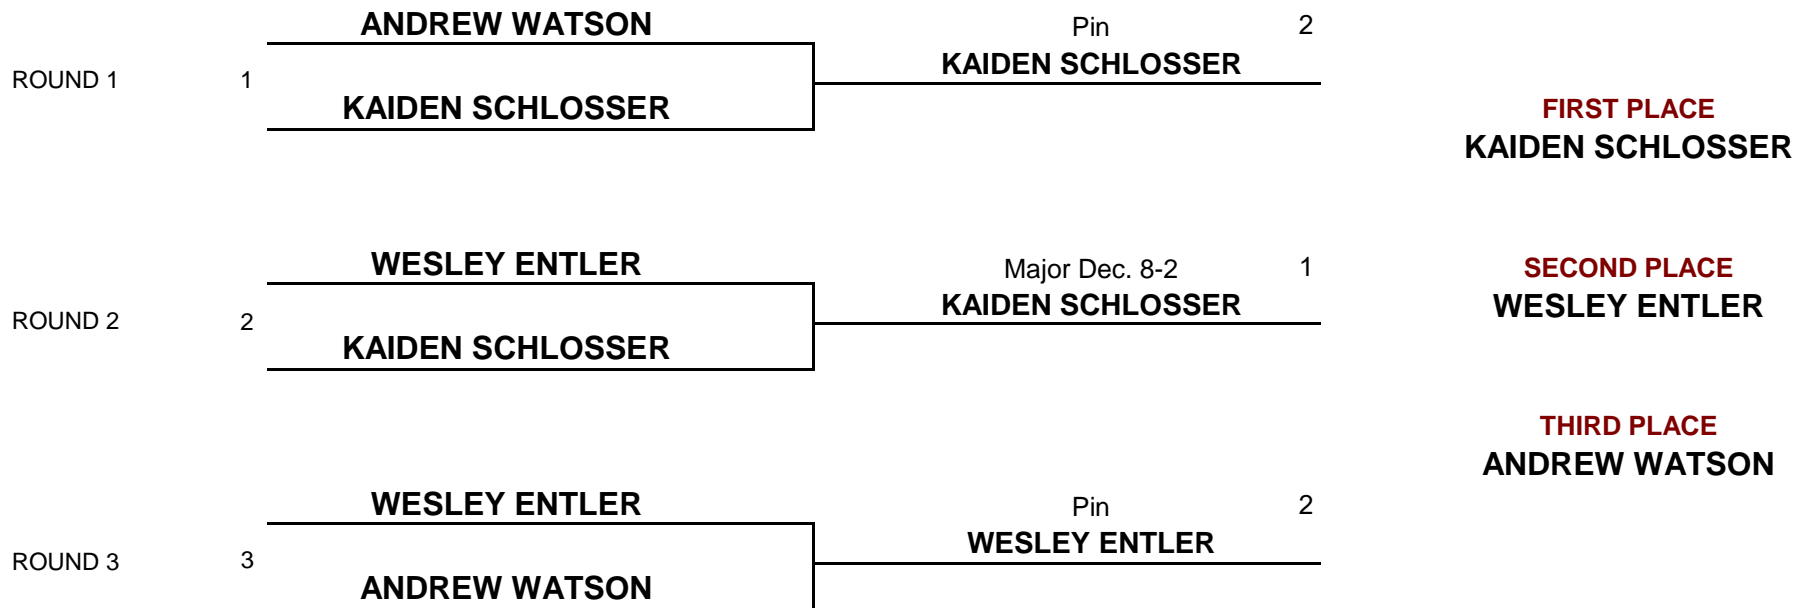 ANDREW WATSON
Pin 2
ROUND 1 1
KAIDEN SCHLOSSER
KAIDEN SCHLOSSER
FIRST PLACE
KAIDEN SCHLOSSER
WESLEY ENTLER
Major Dec. 8-2 1
ROUND 2 2
KAIDEN SCHLOSSER
KAIDEN SCHLOSSER
SECOND PLACE
WESLEY ENTLER
THIRD PLACE
ANDREW WATSON
WESLEY ENTLER
Pin 2
ROUND 3 3
WESLEY ENTLER
ANDREW WATSON